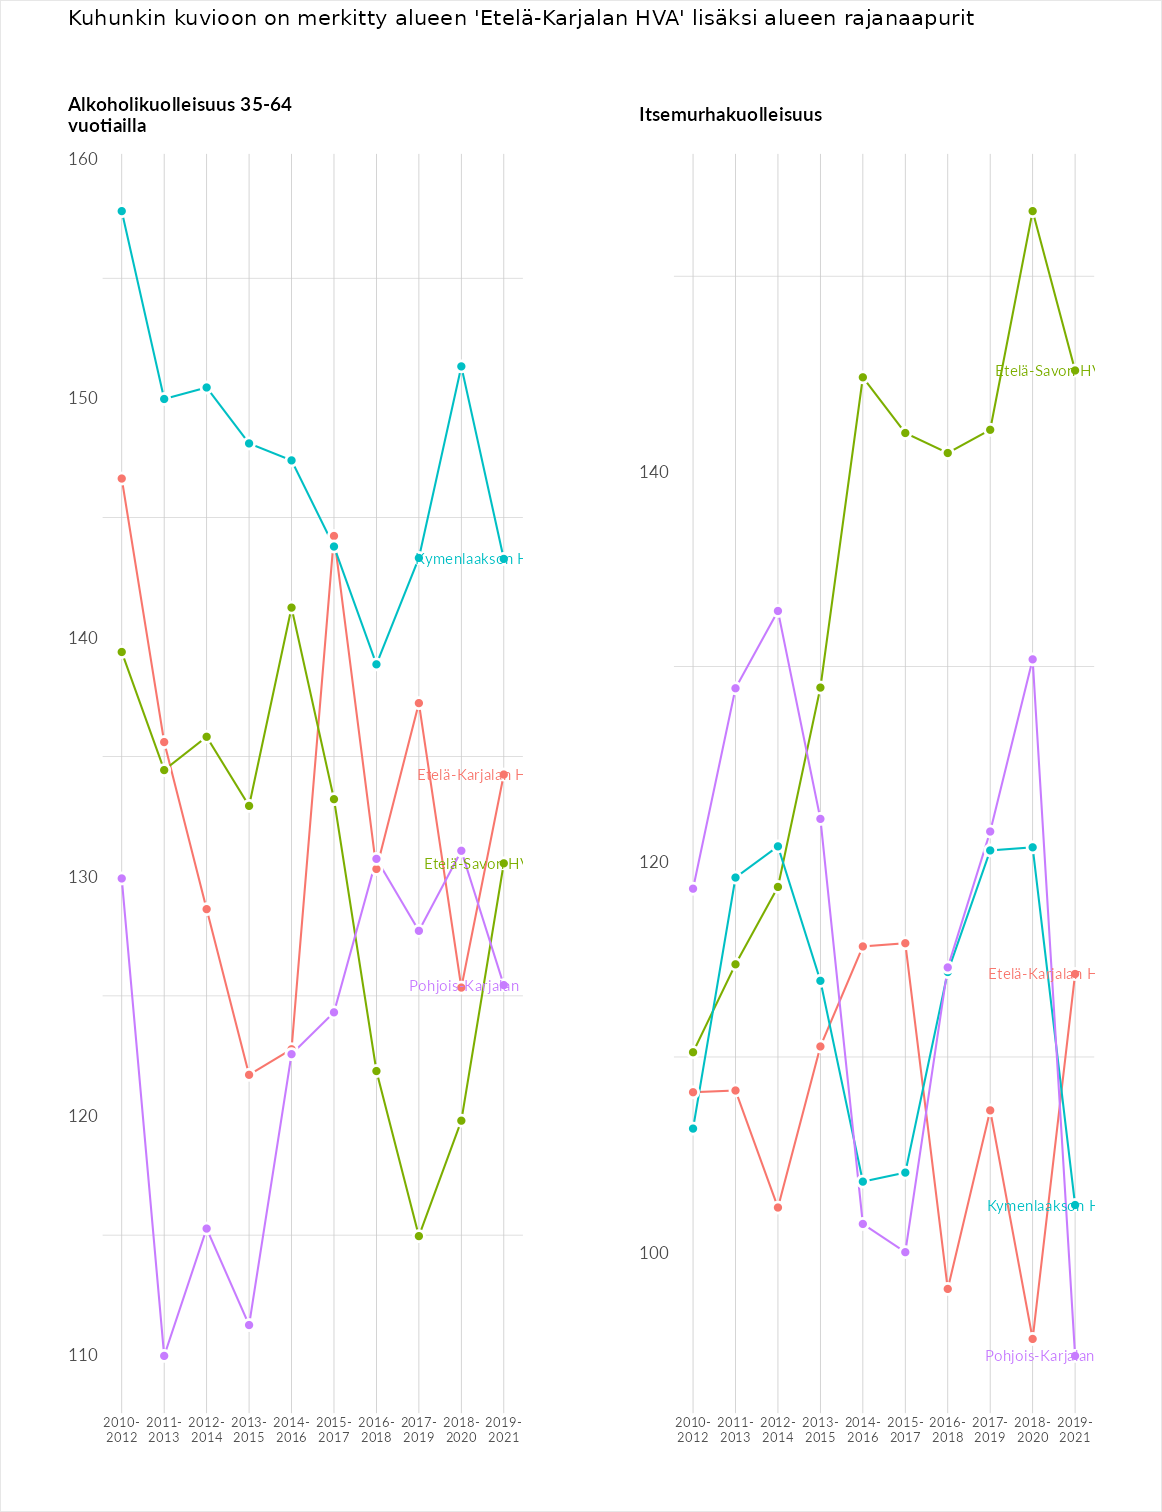 Kuhunkin kuvioon on merkitty alueen 'Etelä-Karjalan HVA' lisäksi alueen rajanaapurit
Alkoholikuolleisuus 35-64
vuotiailla
160
150
140
130
120
110
Kymenlaakson H
Etelä-Karjalan H
Etelä-Savon HV
Pohjois-Karjalan
2010- 2011- 2012- 2013- 2014- 2015- 2016- 2017- 2018- 2019-
2012 2013 2014 2015 2016 2017 2018 2019 2020 2021
Itsemurhakuolleisuus
140
120
100
Etelä-Savon HV
Etelä-Karjalan H
Kymenlaakson H
Pohjois-Karjalan
2010- 2011- 2012- 2013- 2014- 2015- 2016- 2017- 2018- 2019-
2012 2013 2014 2015 2016 2017 2018 2019 2020 2021